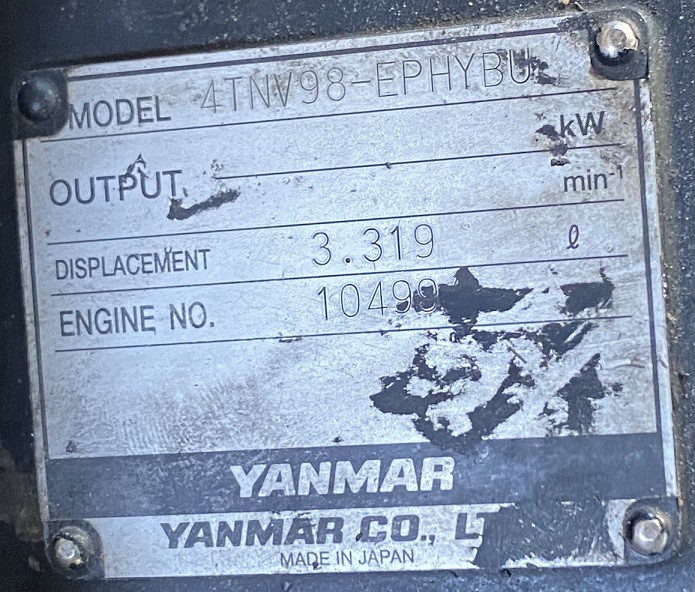 MODEL 4TNV98-EPHYBU
kW
OUTPUT
min-1
DISPLACEMENT 3.319 ℓ
ENGINE NO. 10499
YANMAR
YANMAR CO., LT
MADE IN JAPAN